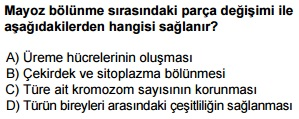 Mayoz bölünme sırasındaki parça değişimi ile
aşağıdakilerden hangisi sağlanır?
A) Üreme hücrelerinin oluşması
B) Çekirdek ve sitoplazma bölünmesi
C) Türe ait kromozom sayısının korunması
D) Türün bireyleri arasındaki çeşitliliğin sağlanması